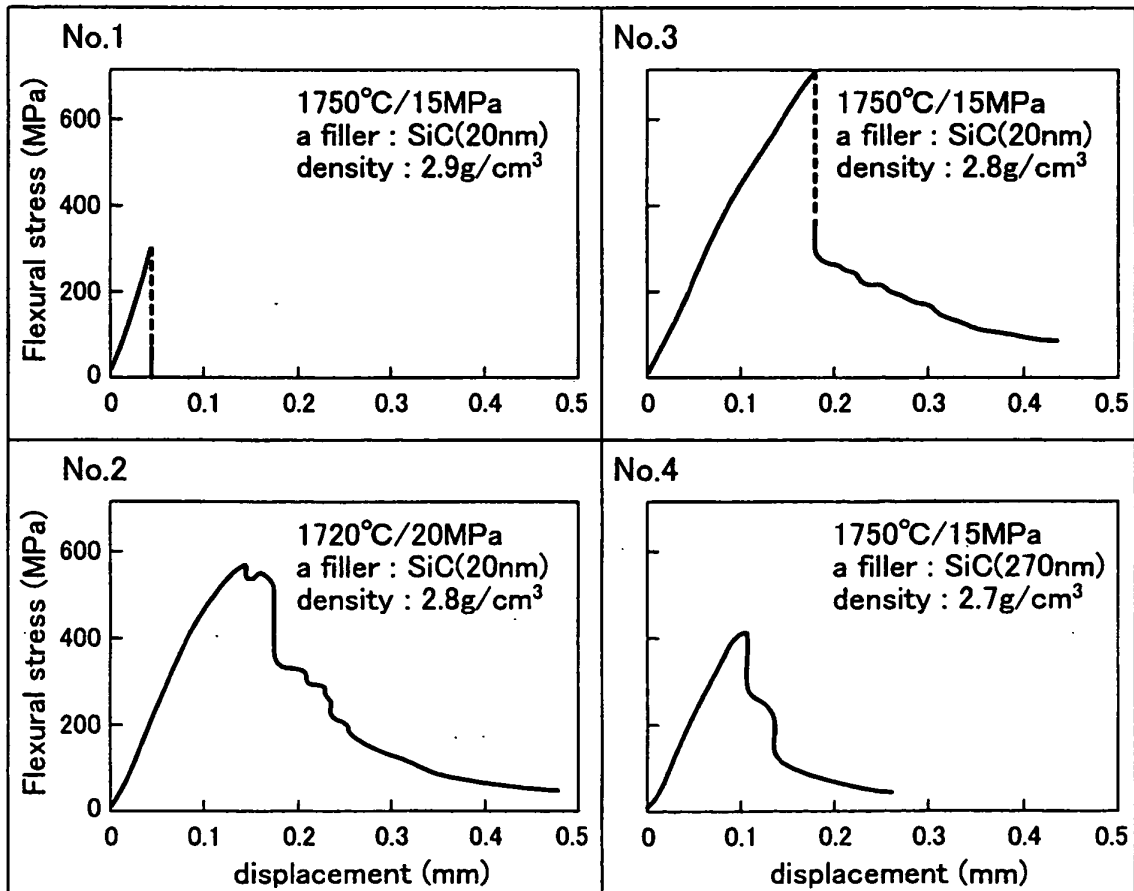 No.1
1750°C/15MPa
a filler : SiC(20nm)
density : 2.9g/cm³
Flexural stress (MPa)
600
400
200
0
0 0.1 0.2 0.3 0.4 0.5
No.3
1750°C/15MPa
a filler : SiC(20nm)
density : 2.8g/cm³
0 0.1 0.2 0.3 0.4 0.5
No.2
1720°C/20MPa
a filler : SiC(20nm)
density : 2.8g/cm³
Flexural stress (MPa)
600
400
200
0
0 0.1 0.2 0.3 0.4 0.5
displacement (mm)
No.4
1750°C/15MPa
a filler : SiC(270nm)
density : 2.7g/cm³
0 0.1 0.2 0.3 0.4 0.5
displacement (mm)